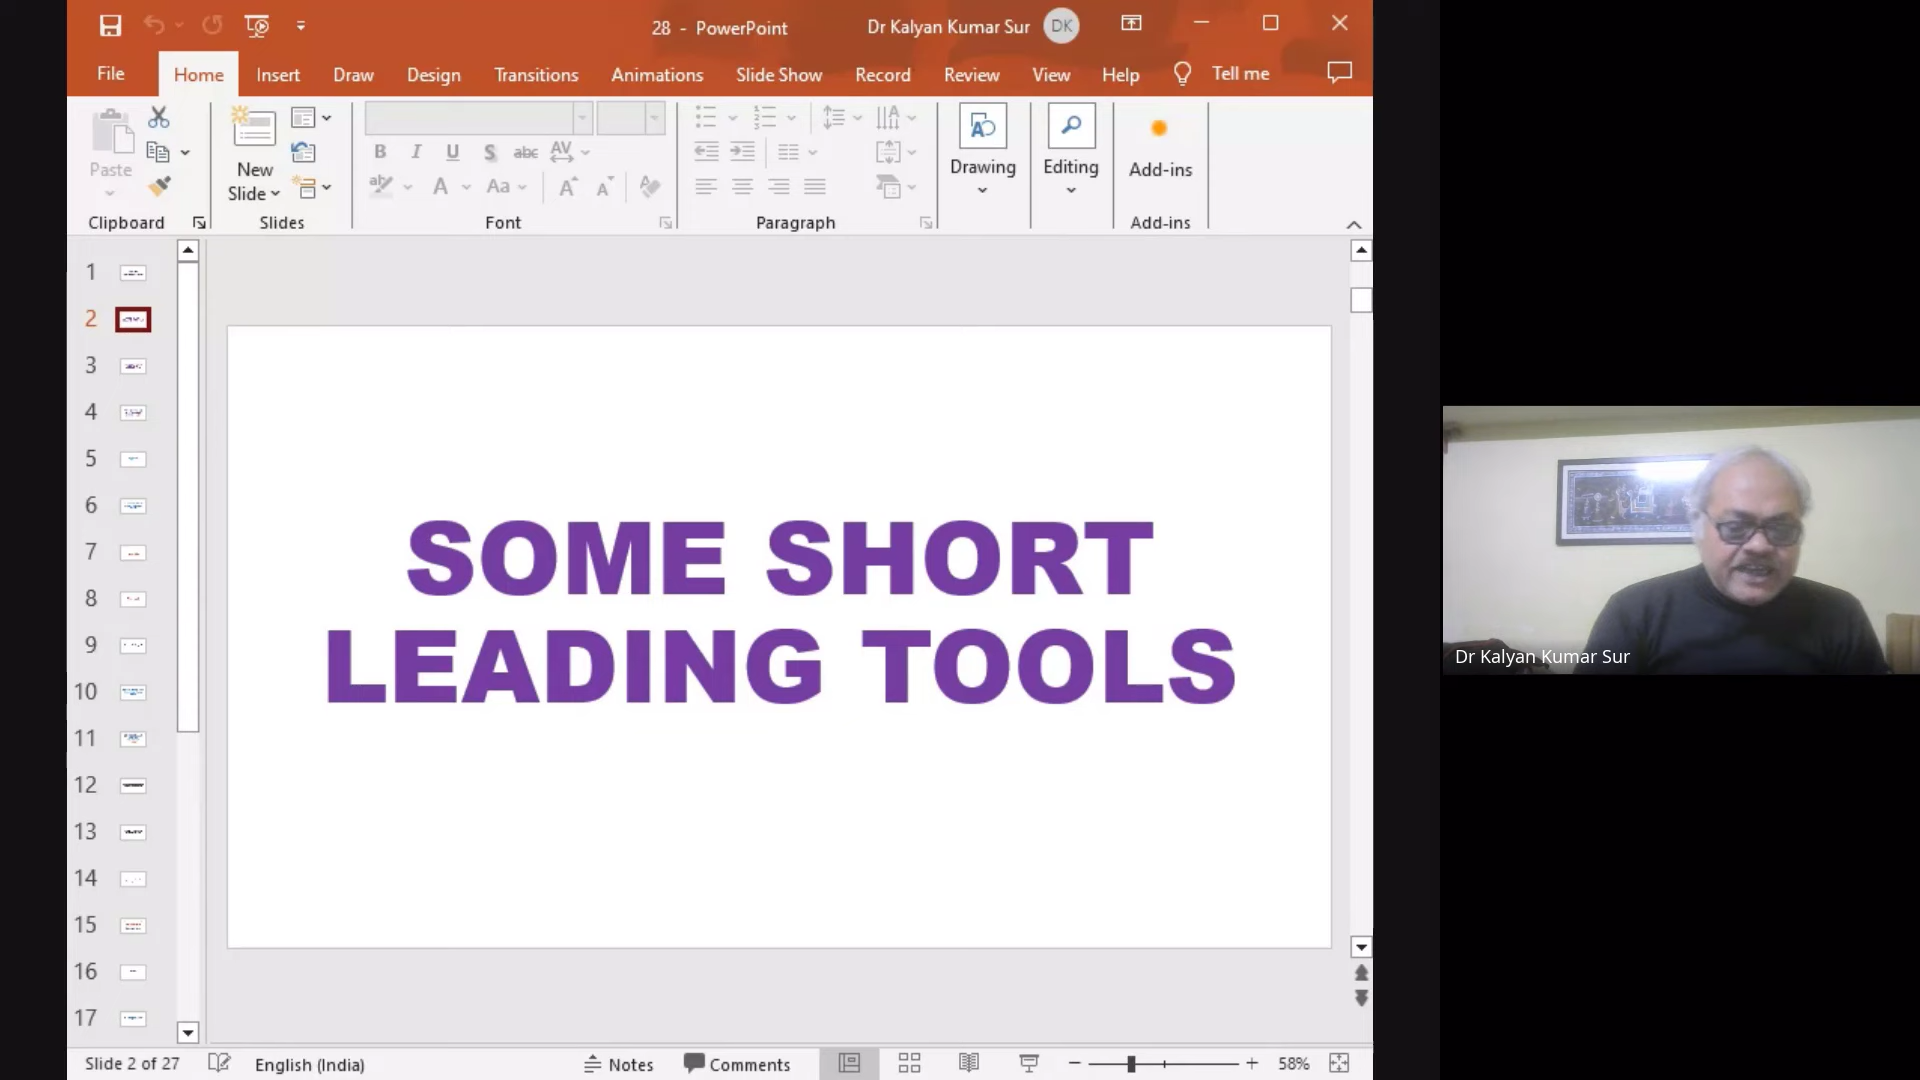 28 - PowerPoint
Dr Kalyan Kumar Sur
DK
File
Home
Insert
Draw
Design
Transitions
Animations
Slide Show
Record
Review
View
Help
Tell me
Paste
New
Slide
Drawing
Editing
Add-ins
Clipboard
Slides
Font
Paragraph
Add-ins
1
2
3
4
5
6
7
8
9
10
11
12
13
14
15
16
17
SOME SHORT
LEADING TOOLS
Dr Kalyan Kumar Sur
Slide 2 of 27
English (India)
Notes
Comments
58%